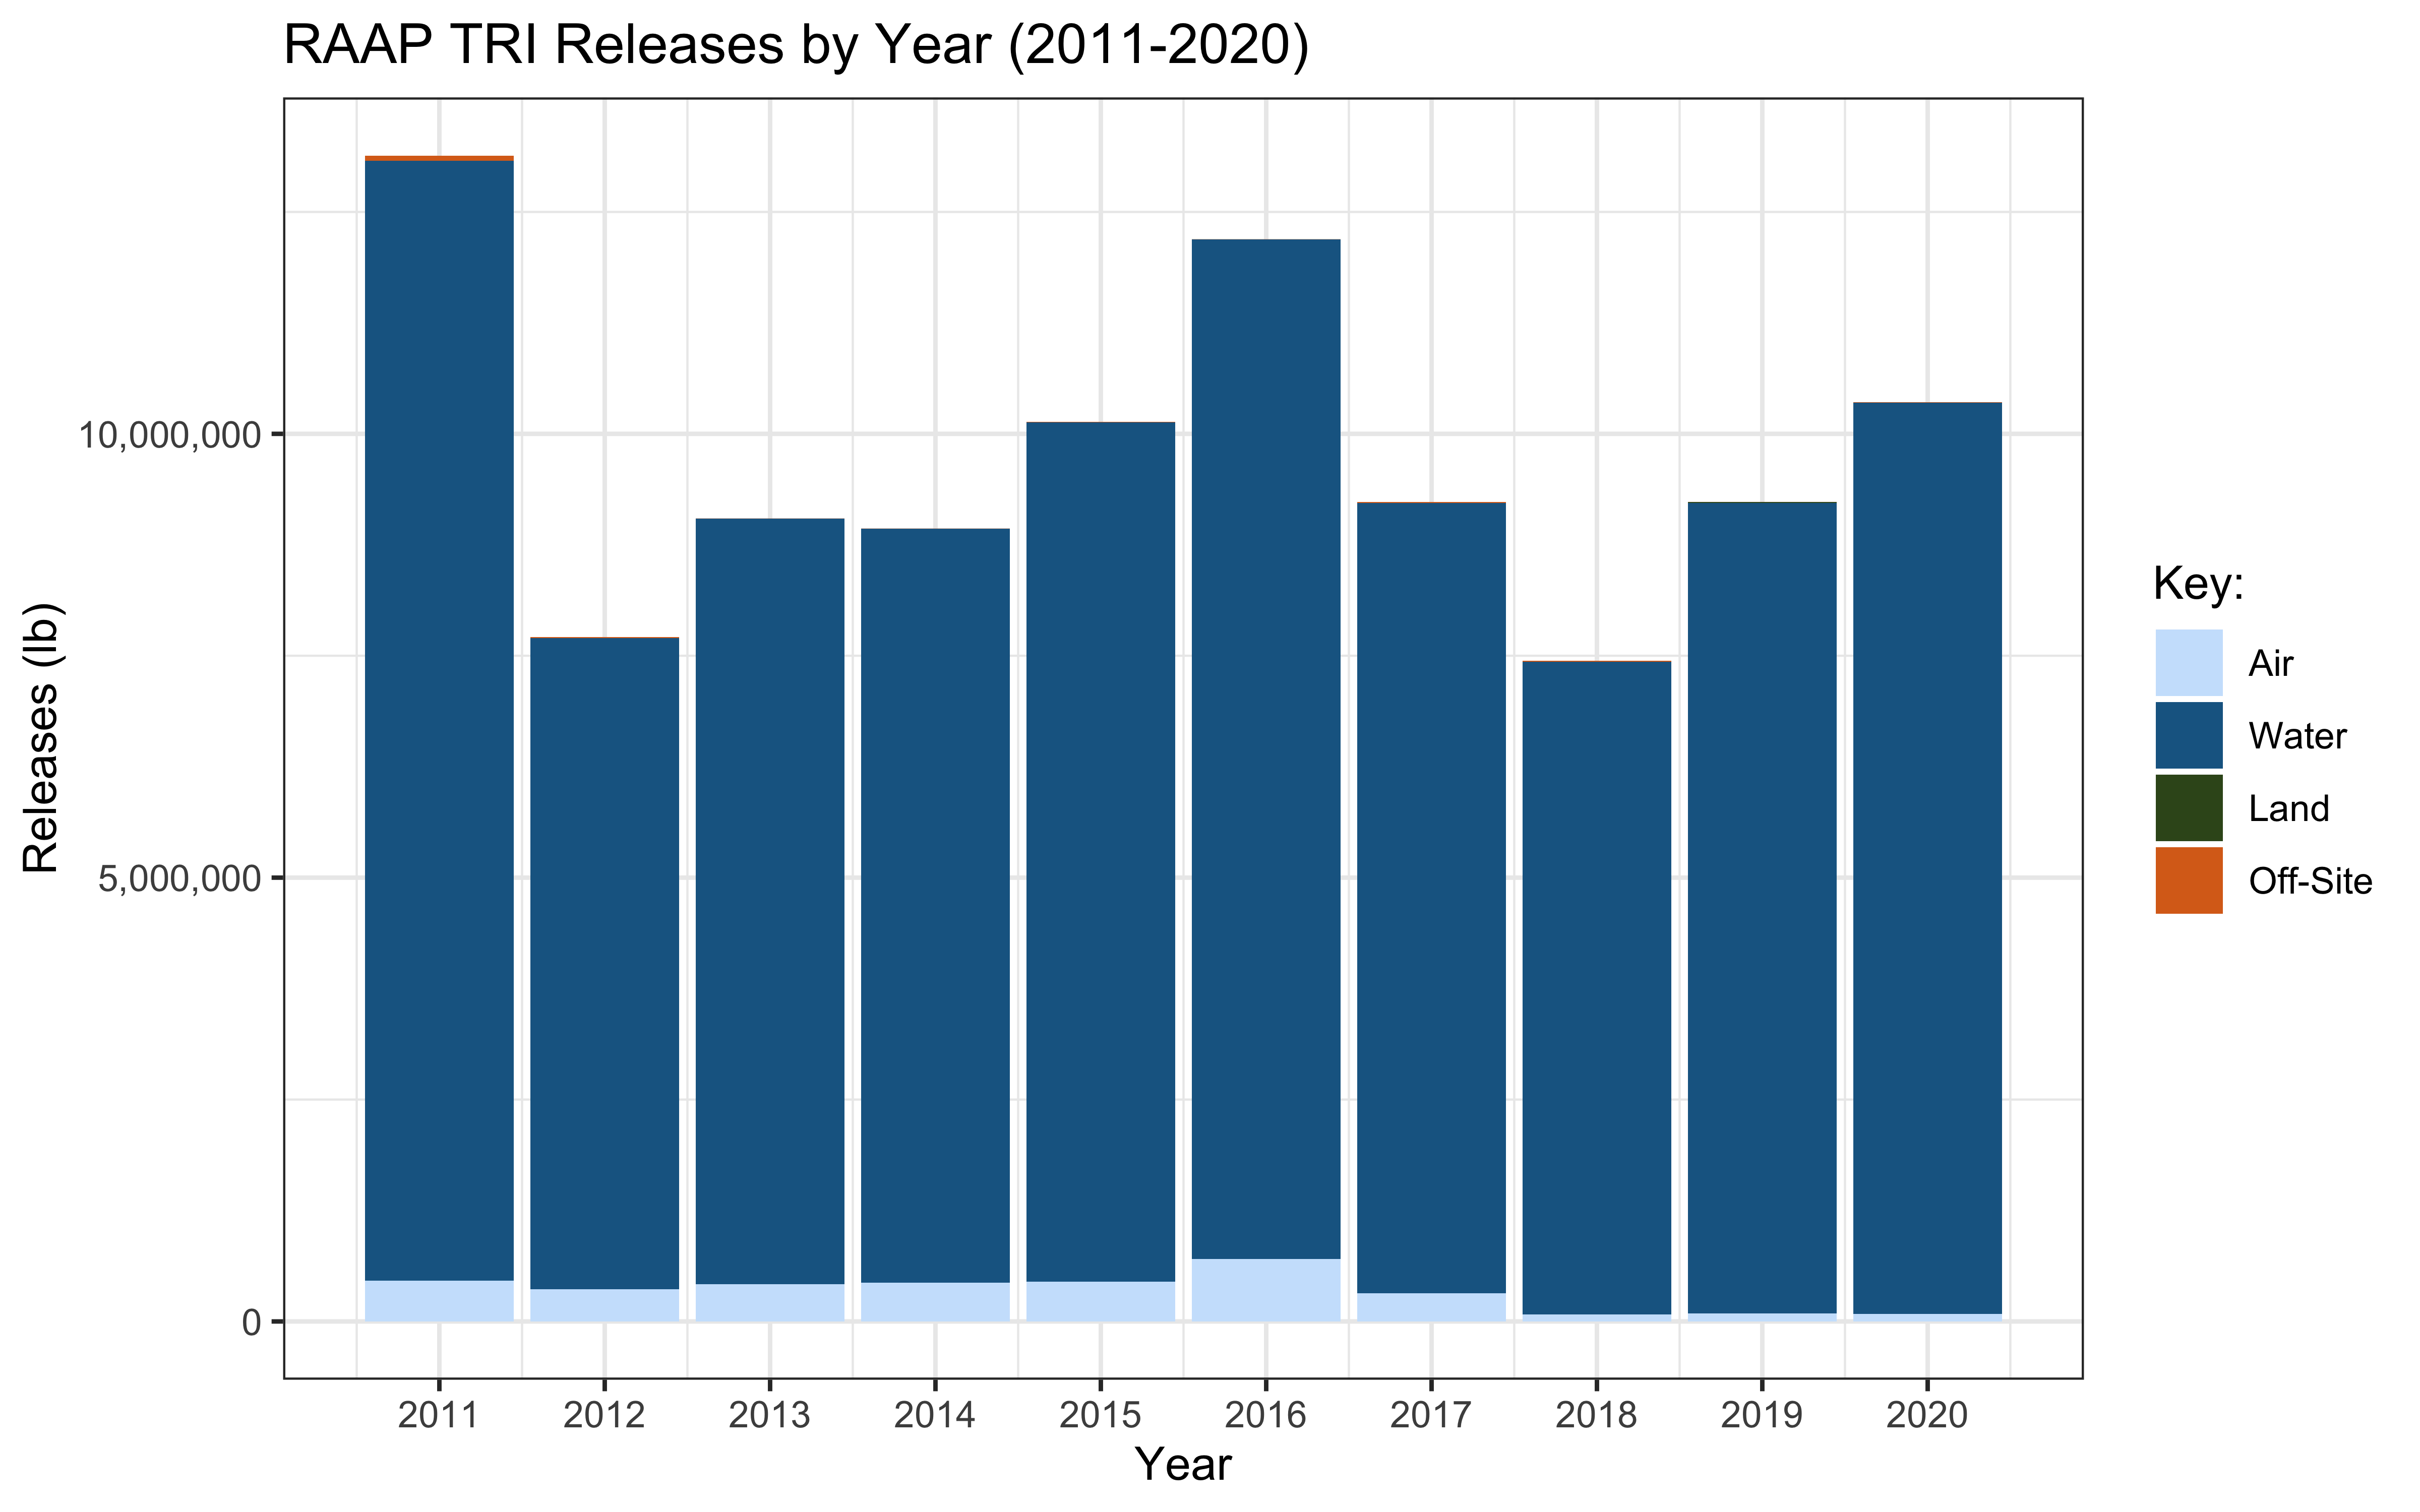 RAAP TRI Releases by Year (2011-2020)
Releases (lb)
10,000,000
5,000,000
0
2011 2012 2013 2014 2015 2016 2017 2018 2019 2020
Year
Key:
Air
Water
Land
Off-Site